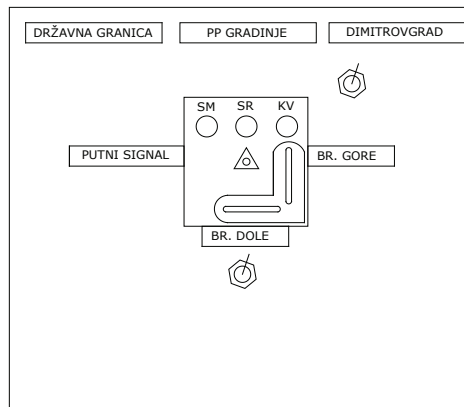 DRŽAVNA GRANICA PP GRADINJE DIMITROVGRAD
SM SR KV
PUTNI SIGNAL BR. GORE
BR. DOLE